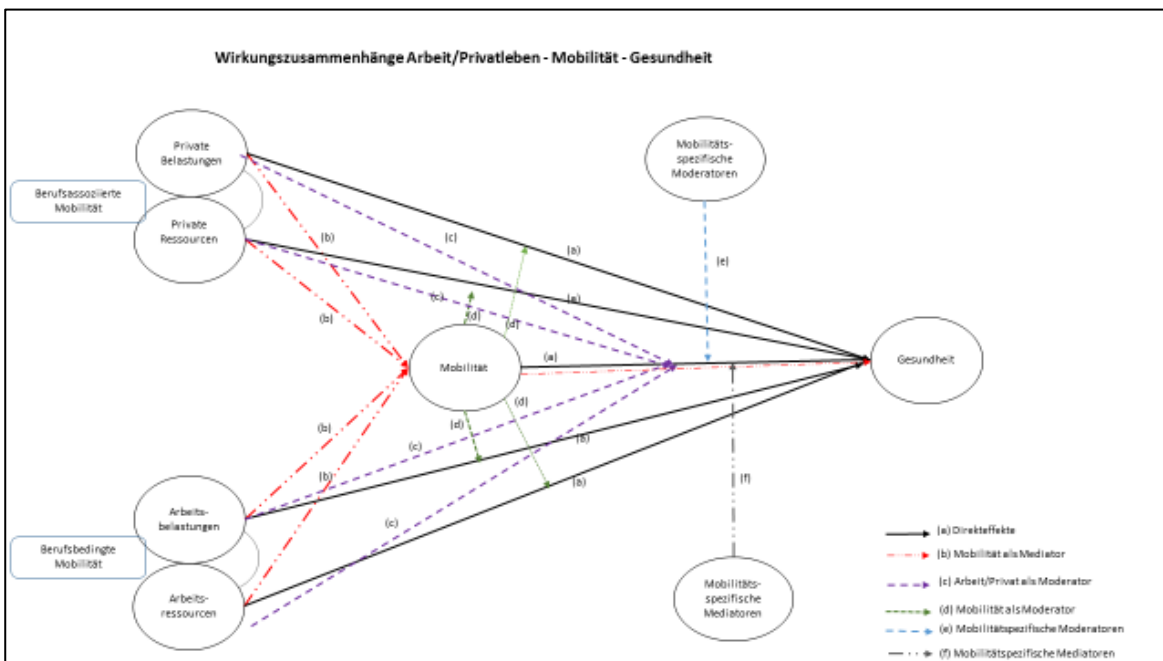 Wirkungszusammenhänge Arbeit/Privatleben - Mobilität - Gesundheit
Private
Belastungen
Berufsassoziierte
Mobilität
Private
Ressourcen
Mobilitäts-
spezifische
Moderatoren
(c)
(a)
(b)
(e)
(c)
(a)
(b)
(d)
(d)
(a)
Mobilität
Gesundheit
(d)
(d)
(b)
(c)
(a)
(b)
(a)
(f)
(c)
Arbeits-
belastungen
Berufsbedingte
Mobilität
Arbeits-
ressourcen
Mobilitäts-
spezifische
Mediatoren
(a) Direkteffekte
(b) Mobilität als Mediator
(c) Arbeit/Privat als Moderator
(d) Mobilität als Moderator
(e) Mobilitätspezifische Moderatoren
(f) Mobilitätspezifische Mediatoren